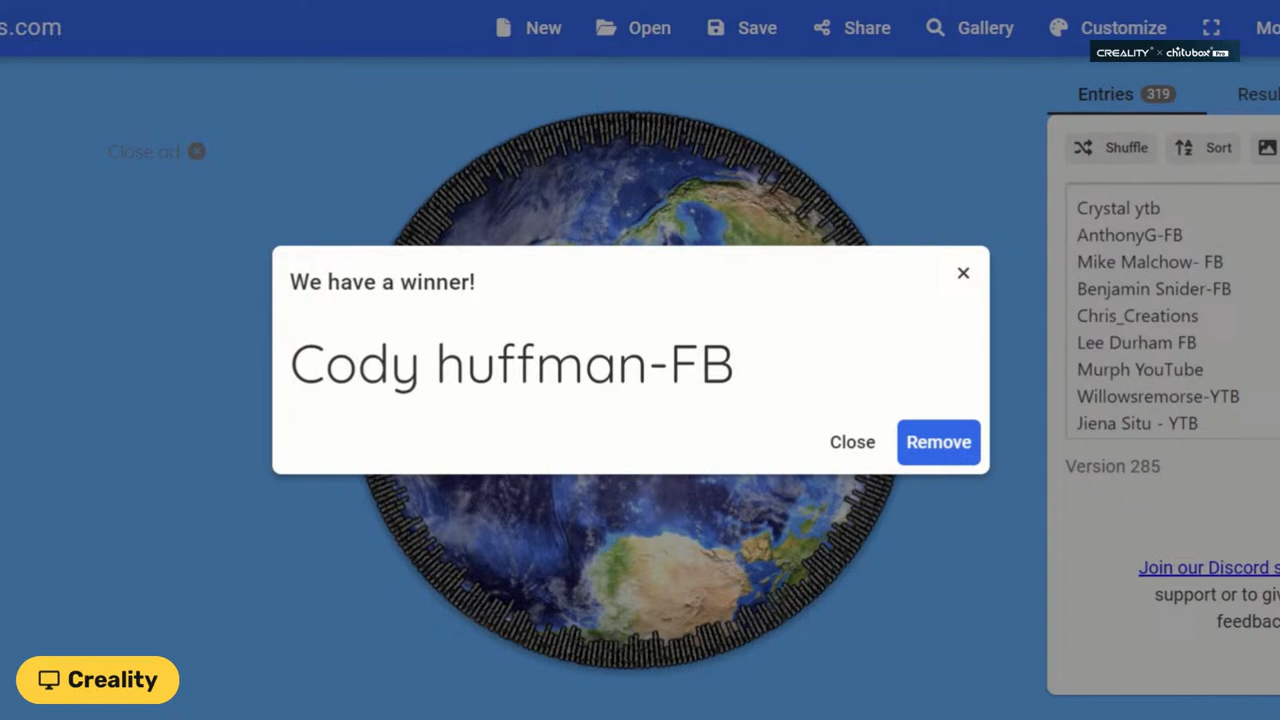 s.com
New
Open
Save
Share
Gallery
Customize
Mo
CREALITY × chitubox Pro
Entries 319
Resul
Close ad
Shuffle
Sort
Crystal ytb
AnthonyG-FB
Mike Malchow- FB
Benjamin Snider-FB
Chris_Creations
Lee Durham FB
Murph YouTube
Willowsremorse-YTB
Jiena Situ - YTB
We have a winner!
Cody huffman-FB
Close
Remove
Version 285
Join our Discord s
support or to gi
feedbac
Creality